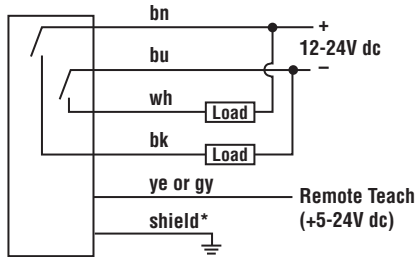 bn
+
12-24V dc
bu
–
wh
Load
bk
Load
ye or gy
Remote Teach
(+5-24V dc)
shield*